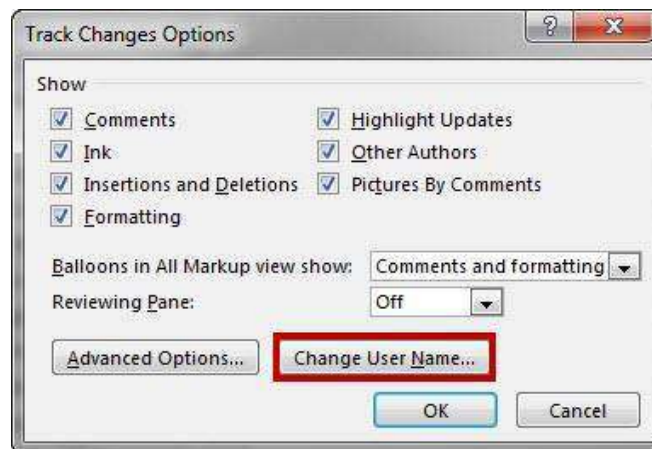 Track Changes Options
Show
Comments
Highlight Updates
Ink
Other Authors
Insertions and Deletions
Pictures By Comments
Formatting
Balloons in All Markup view show: Comments and formatting
Reviewing Pane: Off
Advanced Options... Change User Name...
OK Cancel